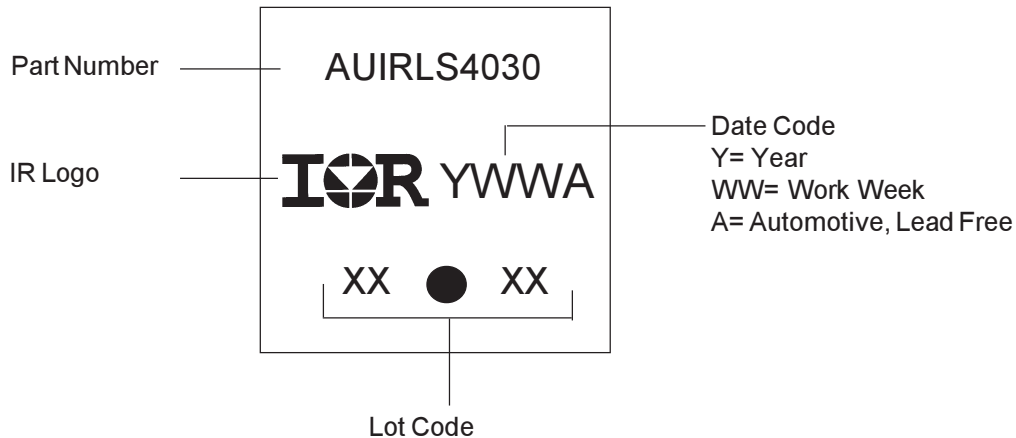 Part Number
AUIRLS4030
IR Logo
IOR YWWA
Date Code
Y= Year
WW= Work Week
A= Automotive, Lead Free
XX XX
Lot Code